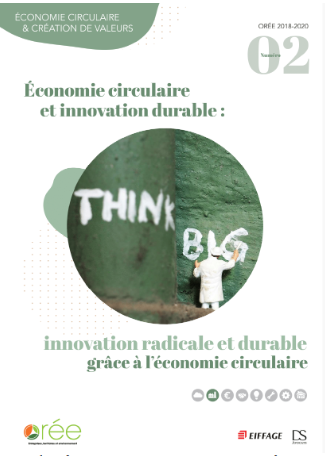 ÉCONOMIE CIRCULAIRE
& CRÉATION DE VALEURS
ORÉE 2018-2020
Numéro
02
Économie circulaire
et innovation durable :
THINK
BIG
innovation radicale et durable
grâce à l'économie circulaire
orée
EIFFAGE
DS